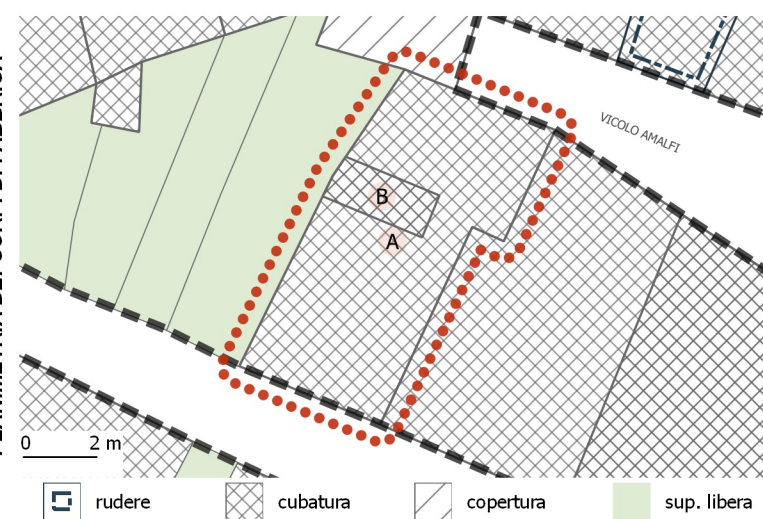 VICOLO AMALFI
B
A
0 2 m
rudere
cubatura
copertura
sup. libera